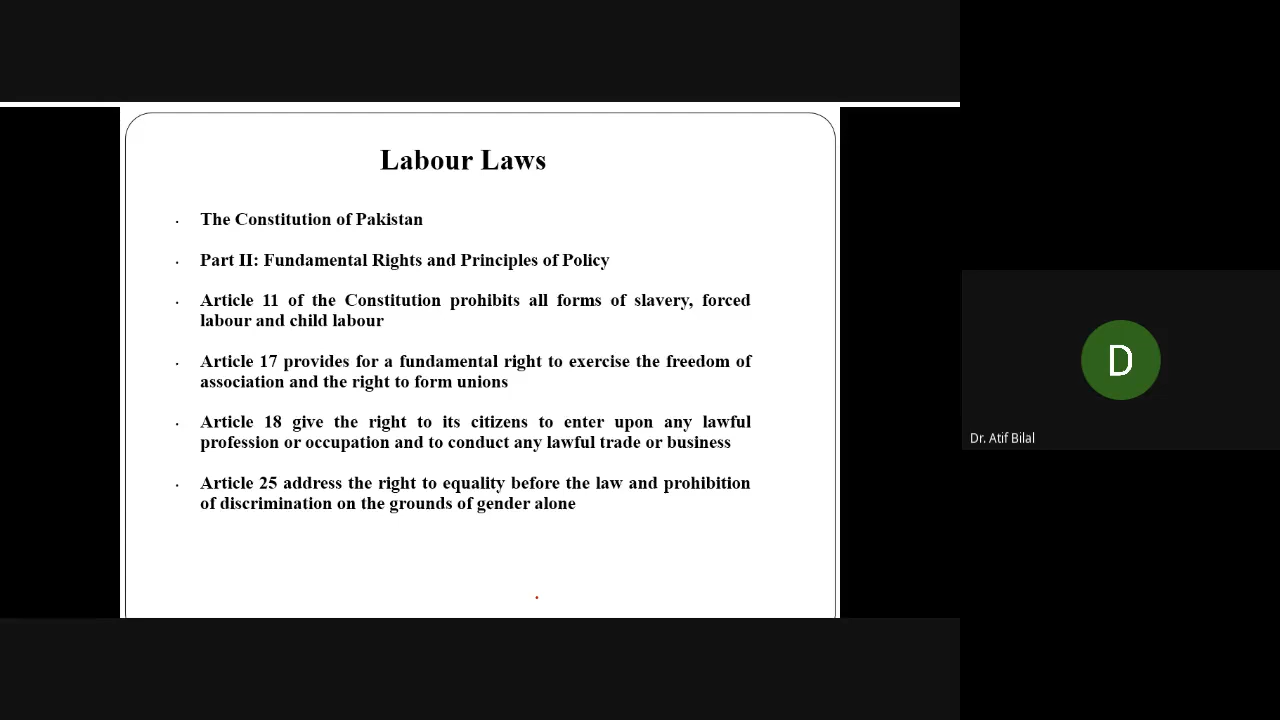 Labour Laws
. The Constitution of Pakistan
. Part II: Fundamental Rights and Principles of Policy
. Article 11 of the Constitution prohibits all forms of slavery, forced
labour and child labour
. Article 17 provides for a fundamental right to exercise the freedom of
association and the right to form unions
. Article 18 give the right to its citizens to enter upon any lawful
profession or occupation and to conduct any lawful trade or business
. Article 25 address the right to equality before the law and prohibition
of discrimination on the grounds of gender alone
D
Dr. Atif Bilal